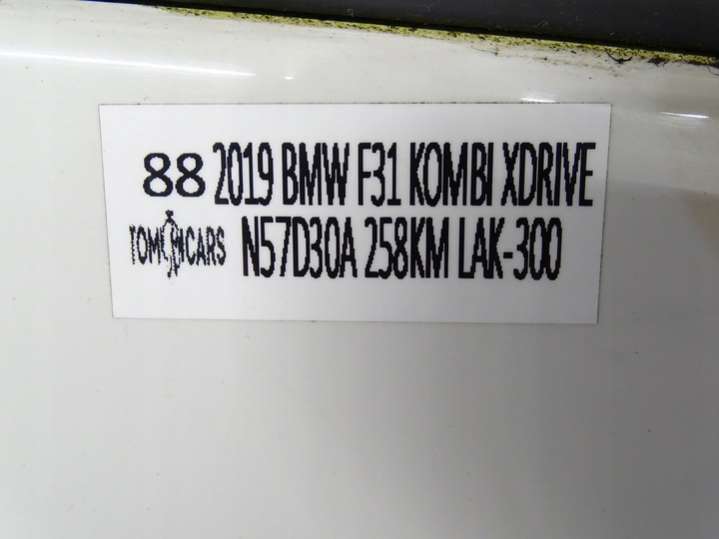 88 2019 BMW F31 KOMBI XDRIVE
TOM CARS N57D30A 258KM LAK-300